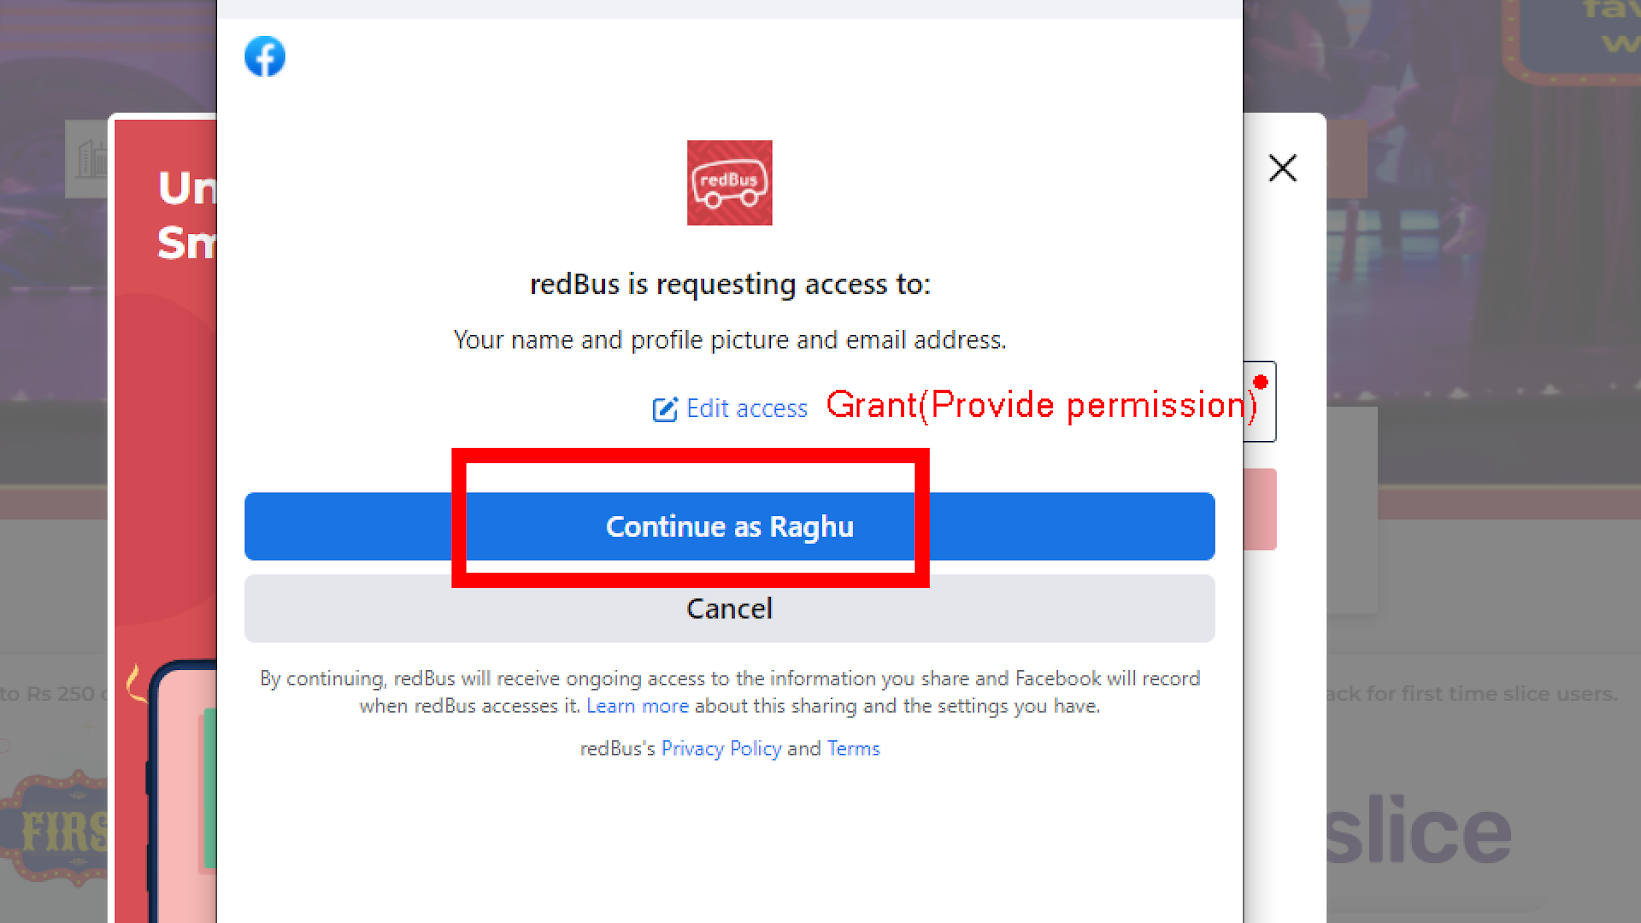 fav
w
Un
Sm
redBus
redBus is requesting access to:
Your name and profile picture and email address.
Edit access
Grant(Provide permission)
Continue as Raghu
Cancel
By continuing, redBus will receive ongoing access to the information you share and Facebook will record
when redBus accesses it. Learn more about this sharing and the settings you have.
redBus's Privacy Policy and Terms
to Rs 250
ack for first time slice users.
FIRS
slice